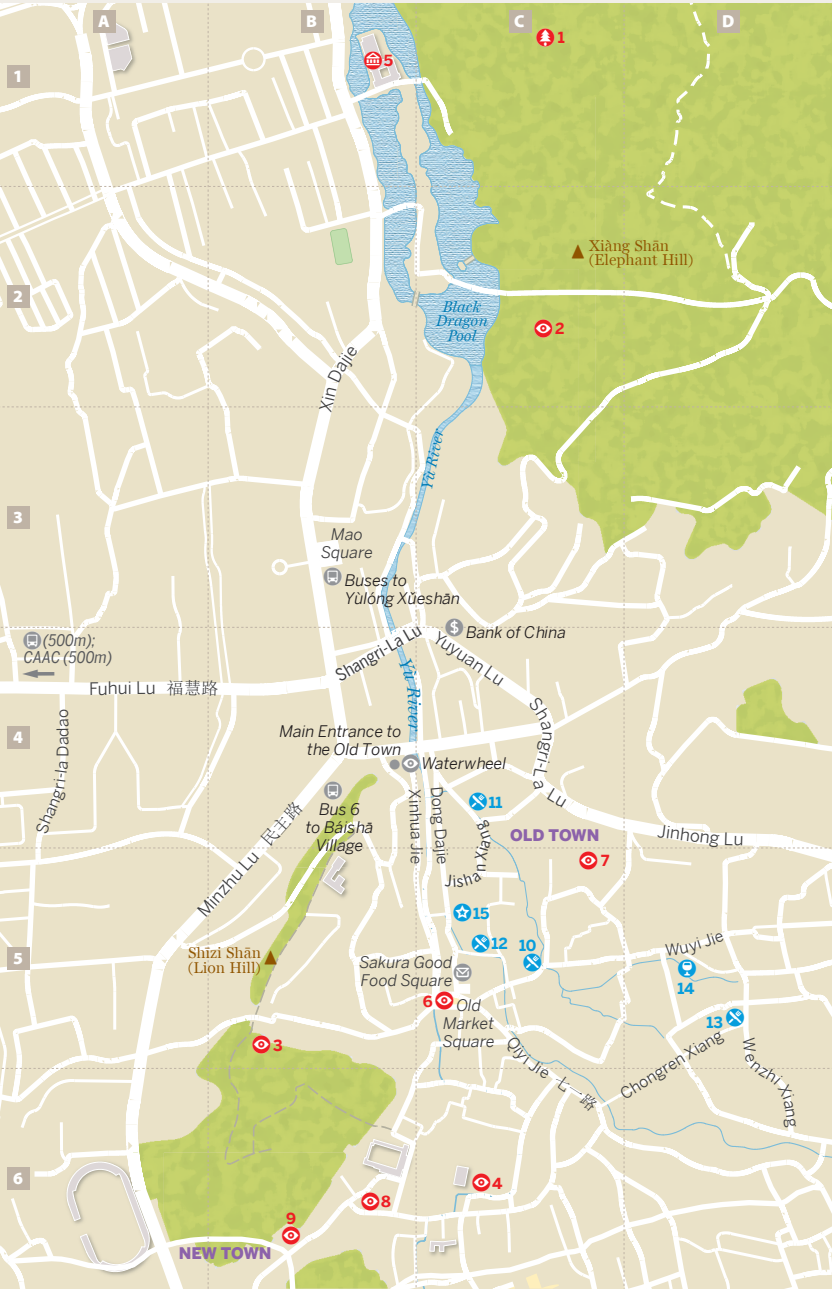 A
B
C
D
1
5
1
Xiàng Shān
(Elephant Hill)
2
Black
Dragon
Pool
2
Xin Dajie
Yù River
3
Mao
Square
Buses to
Yùlóng Xuěshān
(500m);
CAAC (500m)
$
Bank of China
Shangri-La Lu
Yuyuan Lu
Fuhui Lu 福慧路
Yù River
Shangri-La Lu
4
Main Entrance to
the Old Town
Waterwheel
Shangri-la Dadao
Bus 6
to Báishā
Village
Xinhua Jie
Dong Dajie
11
OLD TOWN
Jinhong Lu
Minzhu Lu 民主路
Jishan Xiang
7
15
12
10
Wuyi Jie
5
Shīzi Shān
(Lion Hill)
Sakura Good
Food Square
14
6
Old
Market
Square
13
3
Qiyi Jie 七一路
Chongren Xiang
Wenzhi Xiang
6
4
8
9
NEW TOWN